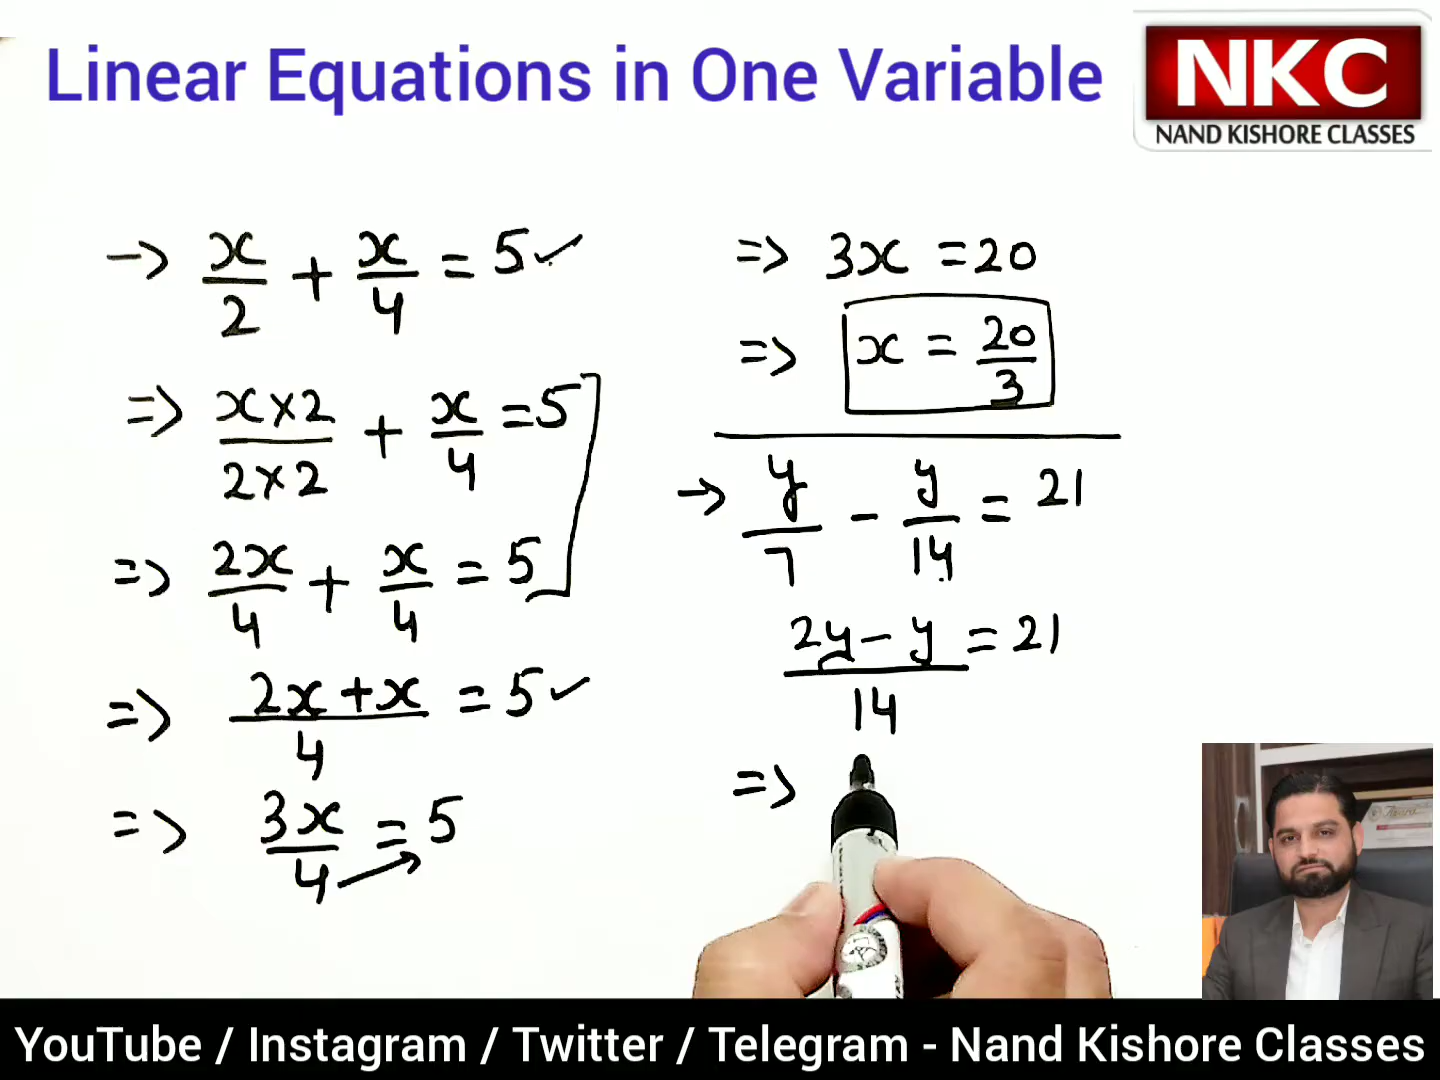 Linear Equations in One Variable
NKC
NAND KISHORE CLASSES
→ x/2 + x/4 = 5 ✓
⇒ x×2/2×2 + x/4 = 5
⇒ 2x/4 + x/4 = 5
⇒ 2x+x/4 = 5 ✓
⇒ 3x/4 = 5
⇒ 3x = 20
⇒ x = 20/3
→ y/7 − y/14 = 21
2y − y/14 = 21
⇒
YouTube / Instagram / Twitter / Telegram - Nand Kishore Classes